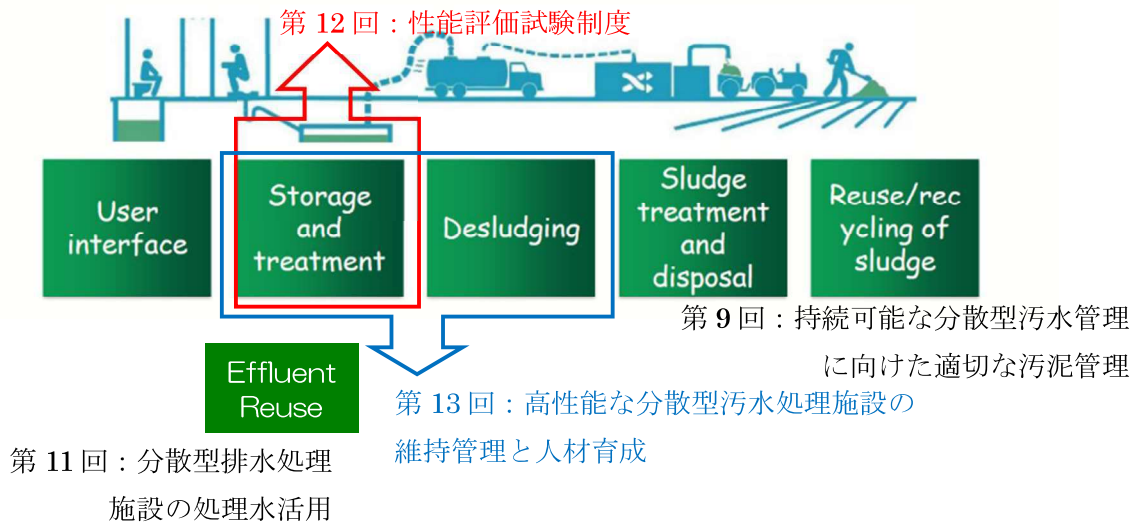 第 12 回：性能評価試験制度
User
interface
Storage
and
treatment
Desludging
Sludge
treatment
and
disposal
Reuse/rec
ycling of
sludge
第 9 回：持続可能な分散型汚水管理
に向けた適切な汚泥管理
Effluent
Reuse
第 13 回：高性能な分散型汚水処理施設の
維持管理と人材育成
第 11 回：分散型排水処理
施設の処理水活用